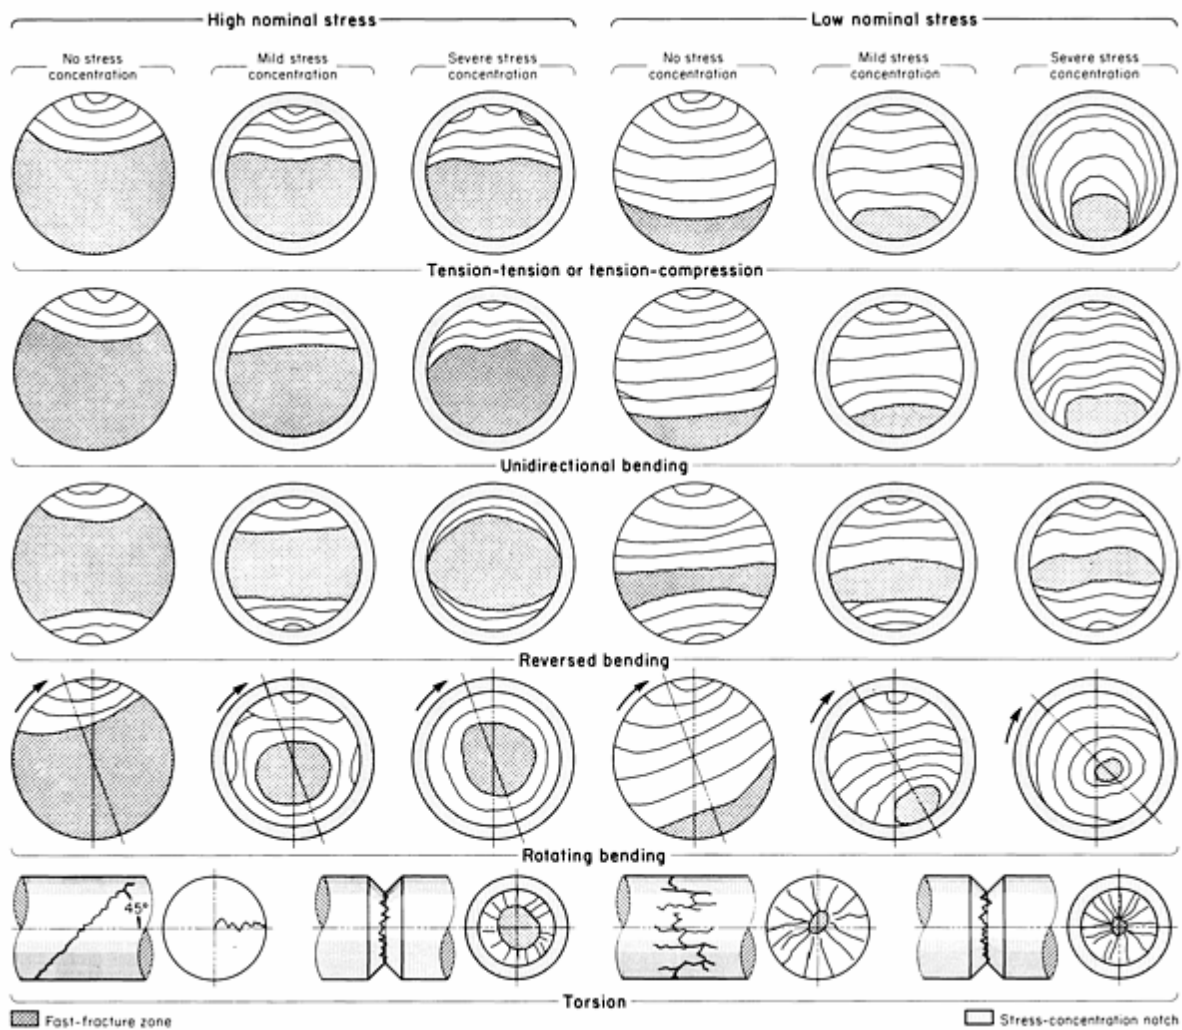 High nominal stress
Low nominal stress
No stress
concentration
Mild stress
concentration
Severe stress
concentration
No stress
concentration
Mild stress
concentration
Severe stress
concentration
Tension-tension or tension-compression
Unidirectional bending
Reversed bending
Rotating bending
45°
Torsion
Fast-fracture zone
Stress-concentration notch